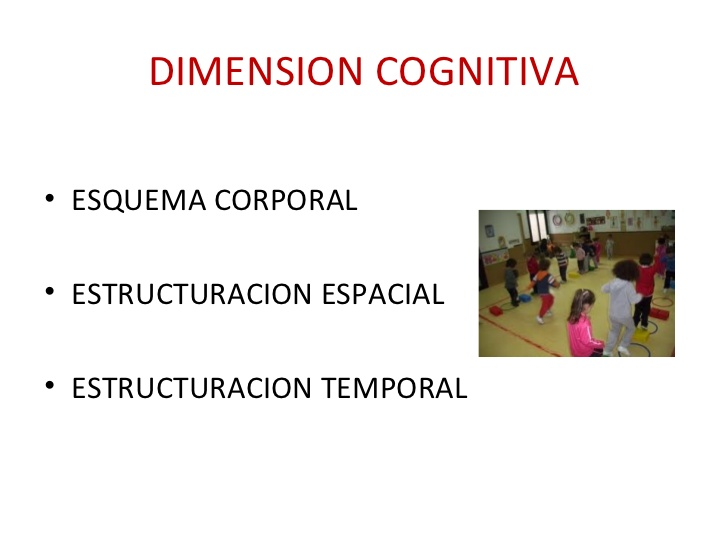 DIMENSION COGNITIVA
• ESQUEMA CORPORAL
• ESTRUCTURACION ESPACIAL
• ESTRUCTURACION TEMPORAL